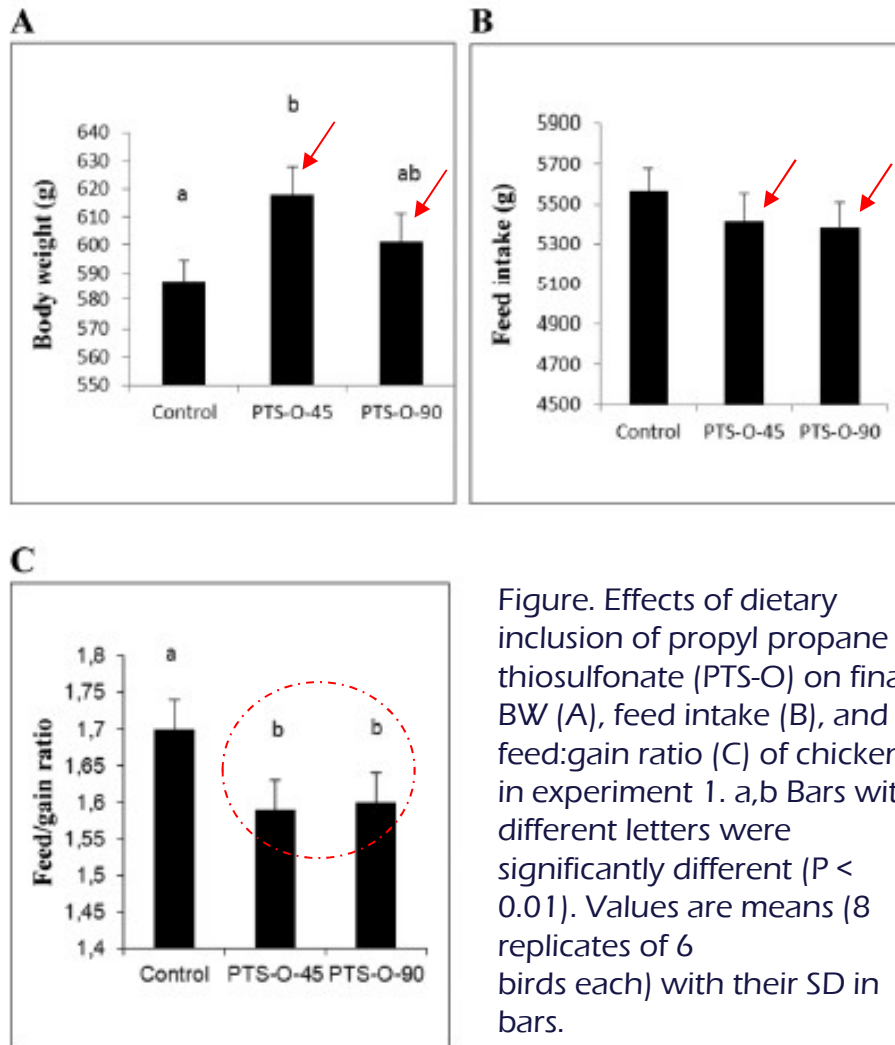 A
a
b
ab
Body weight (g)
640
630
620
610
600
590
580
570
560
550
Control PTS-O-45 PTS-O-90
B
Feed intake (g)
5900
5700
5500
5300
5100
4900
4700
4500
Control PTS-O-45 PTS-O-90
C
a
b
b
Feed/gain ratio
1,8
1,75
1,7
1,65
1,6
1,55
1,5
1,45
1,4
Control PTS-O-45 PTS-O-90
Figure. Effects of dietary
inclusion of propyl propane
thiosulfonate (PTS-O) on fina
BW (A), feed intake (B), and
feed:gain ratio (C) of chicken
in experiment 1. a,b Bars wit
different letters were
significantly different (P <
0.01). Values are means (8
replicates of 6
birds each) with their SD in
bars.